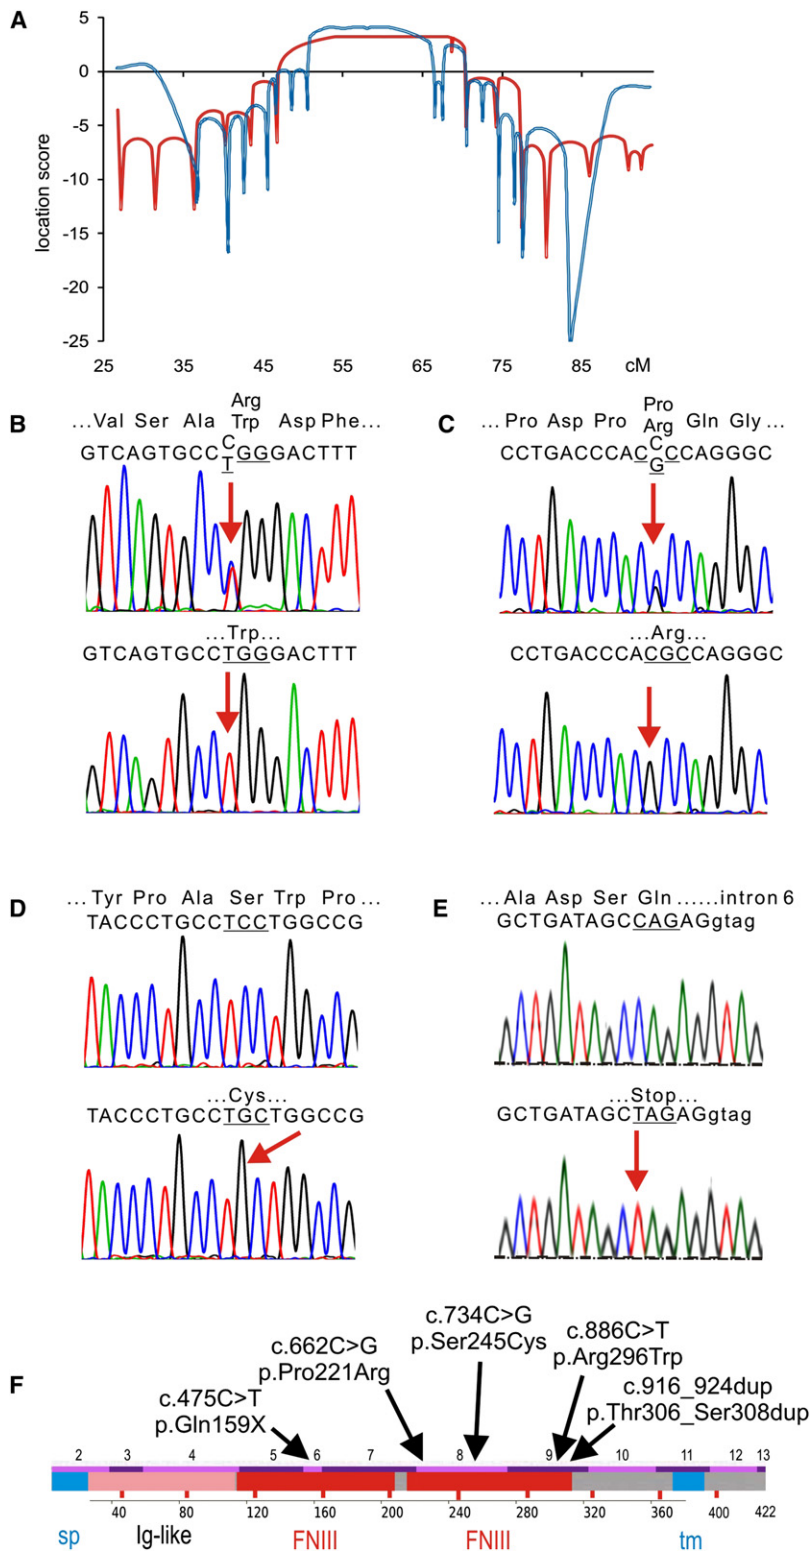 A
5
0
-5
-10
-15
-20
-25
location score
25 35 45 55 65 75 85 cM
B
Arg
...Val Ser Ala Trp Asp Phe...
C
GTCAGTGCC GGGACTTT
T
...Trp...
GTCAGTGCCTGGGACTTT
C
Pro
... Pro Asp Pro Arg Gln Gly ...
C
CCTGACCCAC CCAGGGC
G
...Arg...
CCTGACCCACGCCAGGGC
D
... Tyr Pro Ala Ser Trp Pro ...
TACCCTGCCTCCTGGCCG
...Cys...
TACCCTGCCTGCTGGCCG
E
... Ala Asp Ser Gln ......intron 6
GCTGATAGCCAGAGgtag
...Stop...
GCTGATAGCTAGAGgtag
F
c.475C>T
p.Gln159X
c.662C>G
p.Pro221Arg
c.734C>G
p.Ser245Cys
c.886C>T
p.Arg296Trp
c.916_924dup
p.Thr306_Ser308dup
2 3 4 5 6 7 8 9 10 11 12 13
40 80 120 160 200 240 280 320 360 400 422
sp Ig-like FNIII FNIII tm